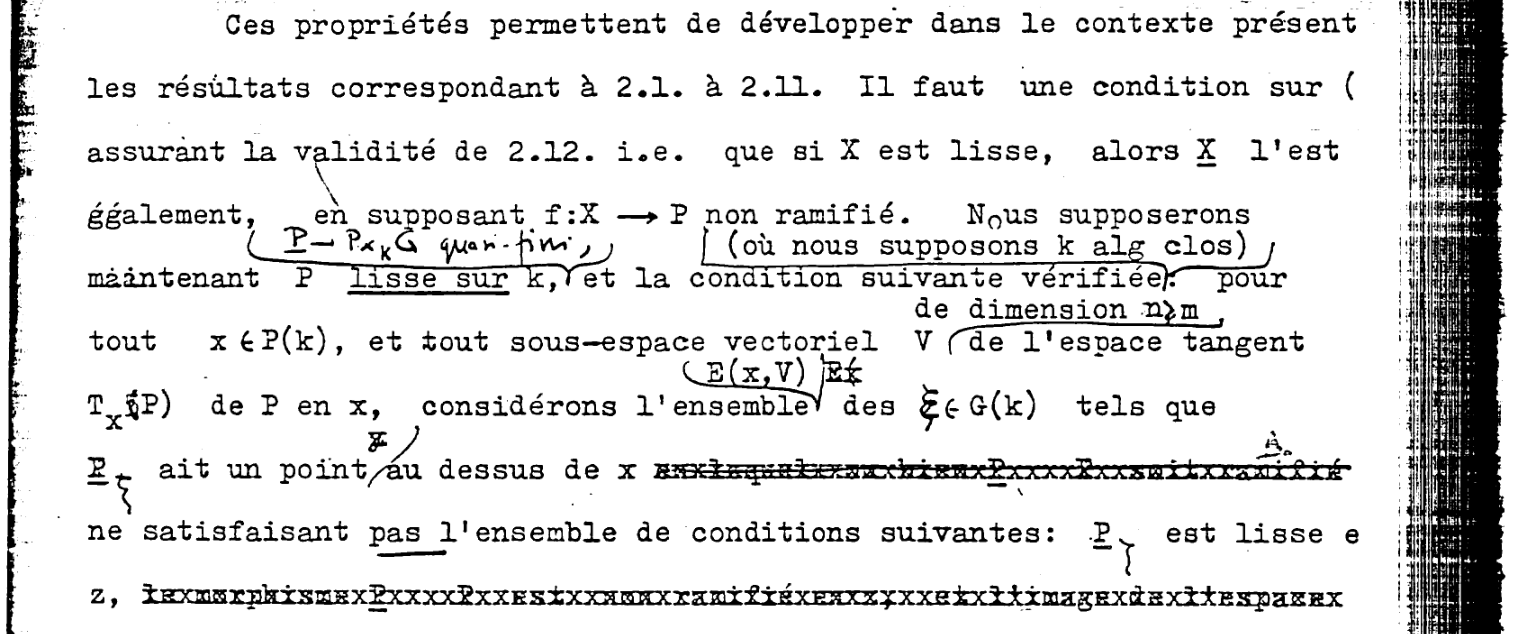 Ces propriétés permettent de développer dans le contexte présent
les résultats correspondant à 2.1. à 2.11. Il faut une condition sur (
assurant la validité de 2.12. i.e. que si X est lisse, alors X l'est
également, en supposant f:X → P non ramifié. Nous supposerons
P → P×ₖG quasi-fini, (où nous supposons k alg clos)
maintenant P lisse sur k, et la condition suivante vérifiée: pour
de dimension n≥m,
tout x ∈ P(k), et tout sous-espace vectoriel V de l'espace tangent
E(x,V)
Tₓ(P) de P en x, considérons l'ensemble des ξ ∈ G(k) tels que
z
P_ξ ait un point au dessus de x
ne satisfaisant pas l'ensemble de conditions suivantes: P_ξ est lisse e
z,